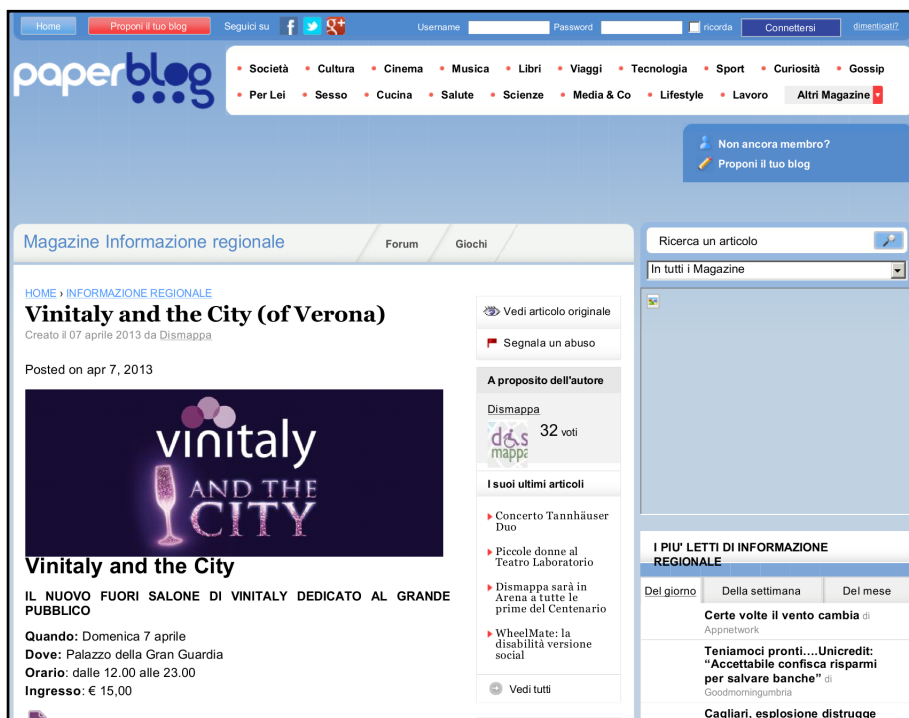 Home
Proponi il tuo blog
Seguici su
Username
Password
ricorda
Connettersi
dimenticati?
paperblog
• Società • Cultura • Cinema • Musica • Libri • Viaggi • Tecnologia • Sport • Curiosità • Gossip
• Per Lei • Sesso • Cucina • Salute • Scienze • Media & Co • Lifestyle • Lavoro Altri Magazine
Non ancora membro?
Proponi il tuo blog
Magazine Informazione regionale
Forum
Giochi
HOME › INFORMAZIONE REGIONALE
Vinitaly and the City (of Verona)
Creato il 07 aprile 2013 da Dismappa
Posted on apr 7, 2013
vinitaly
AND THE
CITY
Vinitaly and the City
IL NUOVO FUORI SALONE DI VINITALY DEDICATO AL GRANDE
PUBBLICO
Quando: Domenica 7 aprile
Dove: Palazzo della Gran Guardia
Orario: dalle 12.00 alle 23.00
Ingresso: € 15,00
Vedi articolo originale
Segnala un abuso
A proposito dell'autore
Dismappa
dis
mappa
32 voti
I suoi ultimi articoli
Concerto Tannhäuser
Duo
Piccole donne al
Teatro Laboratorio
Dismappa sarà in
Arena a tutte le
prime del Centenario
WheelMate: la
disabilità versione
social
Vedi tutti
Ricerca un articolo
In tutti i Magazine
I PIU' LETTI DI INFORMAZIONE
REGIONALE
Del giorno
Della settimana
Del mese
Certe volte il vento cambia di
Appnetwork
Teniamoci pronti….Unicredit:
“Accettabile confisca risparmi
per salvare banche” di
Goodmorningumbria
Cagliari, esplosione distrugge